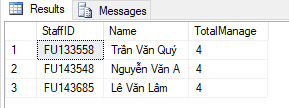 Results Messages
StaffID Name TotalManage
1 FU133558 Trần Văn Quý 4
2 FU143548 Nguyễn Văn A 4
3 FU143685 Lê Văn Lâm 4